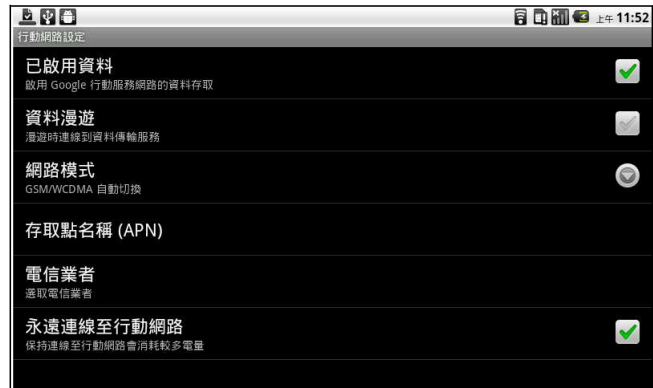 上午 11:52
行動網路設定
已啟用資料
啟用 Google 行動服務網路的資料存取
資料漫遊
漫遊時連線到資料傳輸服務
網路模式
GSM/WCDMA 自動切換
存取點名稱 (APN)
電信業者
選取電信業者
永遠連線至行動網路
保持連線至行動網路會消耗較多電量